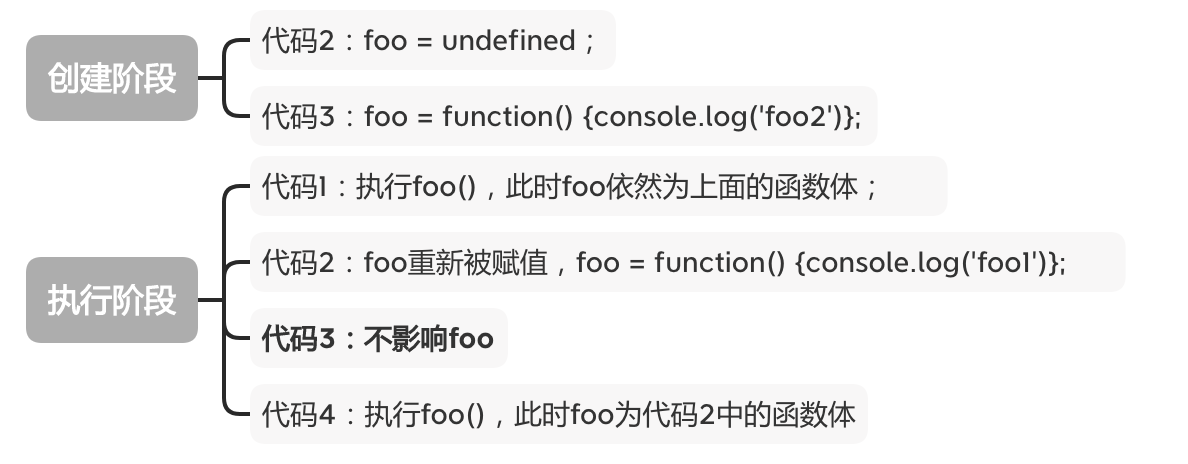 创建阶段
代码2：foo = undefined；
代码3：foo = function() {console.log('foo2')};
执行阶段
代码1：执行foo()，此时foo依然为上面的函数体；
代码2：foo重新被赋值，foo = function() {console.log('foo1')};
代码3：不影响foo
代码4：执行foo()，此时foo为代码2中的函数体